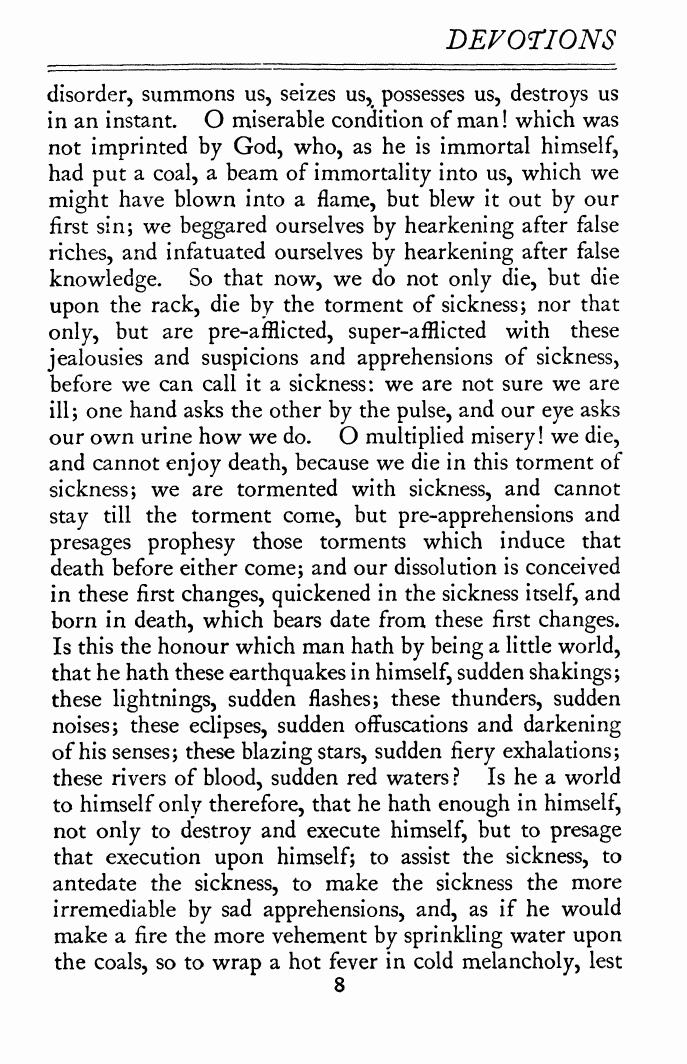 DEVOTIONS
disorder, summons us, seizes us, possesses us, destroys us
in an instant. O miserable condition of man! which was
not imprinted by God, who, as he is immortal himself,
had put a coal, a beam of immortality into us, which we
might have blown into a flame, but blew it out by our
first sin; we beggared ourselves by hearkening after false
riches, and infatuated ourselves by hearkening after false
knowledge. So that now, we do not only die, but die
upon the rack, die by the torment of sickness; nor that
only, but are pre-afflicted, super-afflicted with these
jealousies and suspicions and apprehensions of sickness,
before we can call it a sickness: we are not sure we are
ill; one hand asks the other by the pulse, and our eye asks
our own urine how we do. O multiplied misery! we die,
and cannot enjoy death, because we die in this torment of
sickness; we are tormented with sickness, and cannot
stay till the torment come, but pre-apprehensions and
presages prophesy those torments which induce that
death before either come; and our dissolution is conceived
in these first changes, quickened in the sickness itself, and
born in death, which bears date from these first changes.
Is this the honour which man hath by being a little world,
that he hath these earthquakes in himself, sudden shakings;
these lightnings, sudden flashes; these thunders, sudden
noises; these eclipses, sudden offuscations and darkening
of his senses; these blazing stars, sudden fiery exhalations;
these rivers of blood, sudden red waters? Is he a world
to himself only therefore, that he hath enough in himself,
not only to destroy and execute himself, but to presage
that execution upon himself; to assist the sickness, to
antedate the sickness, to make the sickness the more
irremediable by sad apprehensions, and, as if he would
make a fire the more vehement by sprinkling water upon
the coals, so to wrap a hot fever in cold melancholy, lest
8